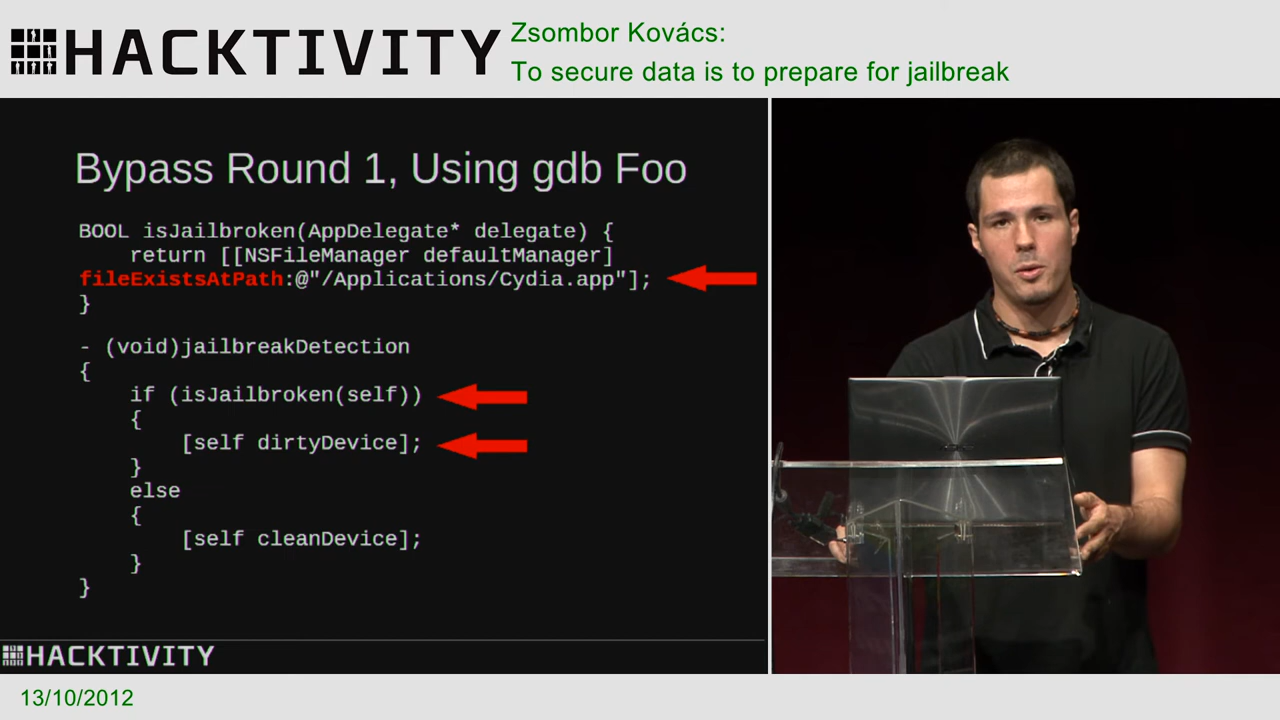 HACKTIVITY
Zsombor Kovács:
To secure data is to prepare for jailbreak
Bypass Round 1, Using gdb Foo
BOOL isJailbroken(AppDelegate* delegate) {
return [[NSFileManager defaultManager]
fileExistsAtPath:@"/Applications/Cydia.app"];
}
- (void)jailbreakDetection
{
if (isJailbroken(self))
{
[self dirtyDevice];
}
else
{
[self cleanDevice];
}
}
HACKTIVITY
13/10/2012